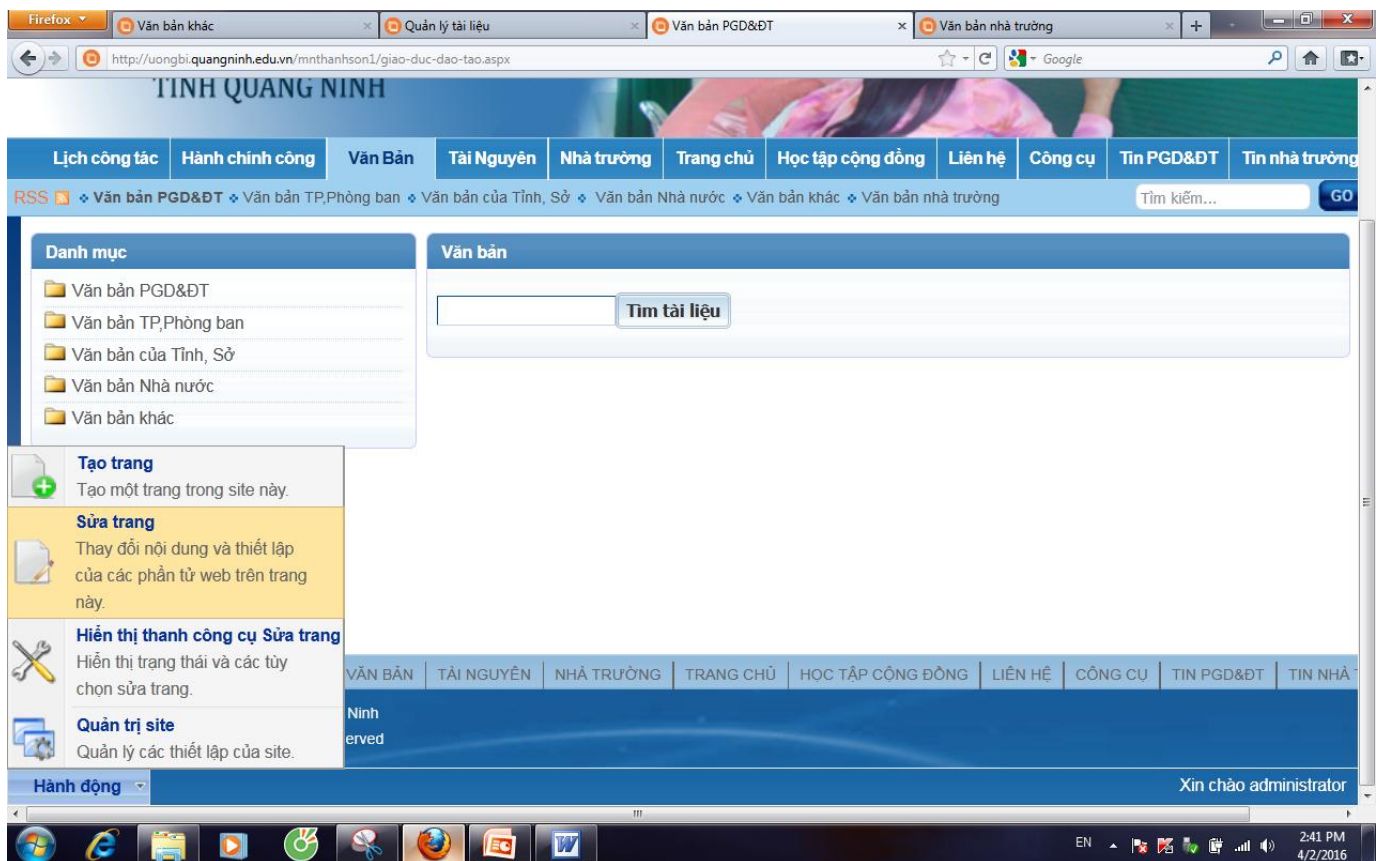 Firefox
Văn bản khác
Quản lý tài liệu
Văn bản PGD&ĐT
Văn bản nhà trường
http://uongbi.quangninh.edu.vn/mnthanhson1/giao-duc-dao-tao.aspx
Google
TỈNH QUẢNG NINH
Lịch công tác
Hành chính công
Văn Bản
Tài Nguyên
Nhà trường
Trang chủ
Học tập cộng đồng
Liên hệ
Công cụ
Tin PGD&ĐT
Tin nhà trường
RSS Văn bản PGD&ĐT Văn bản TP,Phòng ban Văn bản của Tỉnh, Sở Văn bản Nhà nước Văn bản khác Văn bản nhà trường
Tìm kiếm...
GO
Danh mục
Văn bản PGD&ĐT
Văn bản TP,Phòng ban
Văn bản của Tỉnh, Sở
Văn bản Nhà nước
Văn bản khác
Văn bản
Tìm tài liệu
Tạo trang
Tạo một trang trong site này.
Sửa trang
Thay đổi nội dung và thiết lập
của các phần tử web trên trang
này.
Hiển thị thanh công cụ Sửa trang
Hiển thị trạng thái và các tùy
chọn sửa trang.
Quản trị site
Quản lý các thiết lập của site.
VĂN BẢN
TÀI NGUYÊN
NHÀ TRƯỜNG
TRANG CHỦ
HỌC TẬP CỘNG ĐỒNG
LIÊN HỆ
CÔNG CỤ
TIN PGD&ĐT
TIN NHÀ
Ninh
erved
Hành động
Xin chào administrator
EN
2:41 PM
4/2/2016